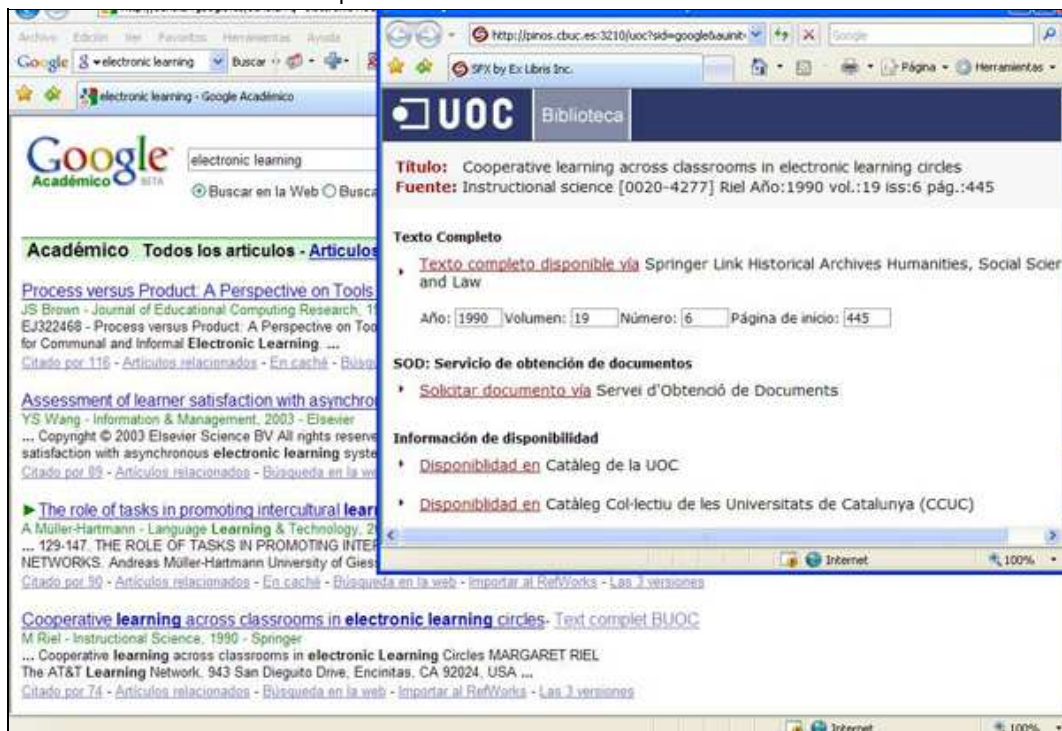 Archivo Edición Ver Favoritos Herramientas Ayuda
Google electronic learning Buscar
electronic learning - Google Académico
Google
Académico BETA
electronic learning
Buscar en la Web Busca
Académico Todos los articulos - Articulos
Process versus Product: A Perspective on Tools
JS Brown - Journal of Educational Computing Research,
EJ322468 - Process versus Product: A Perspective on Too
for Communal and Informal Electronic Learning. ...
Citado por 116 - Artículos relacionados - En caché -
Assessment of learner satisfaction with asynchro
YS Wang - Information & Management, 2003 - Elsevier
... Copyright © 2003 Elsevier Science BV All rights reserve
satisfaction with asynchronous electronic learning syste
Citado por 89 - Artículos relacionados - Búsqueda en la we
The role of tasks in promoting intercultural lear
A Müller-Hartmann - Language Learning & Technology,
... 129-147. THE ROLE OF TASKS IN PROMOTING INTE
NETWORKS. Andreas Müller-Hartmann University of Gies
Citado por 90 - Artículos relacionados - En caché - Búsqueda en la web - Importar al RefWorks - Las 3 versiones
Cooperative learning across classrooms in electronic learning circles- Text complet BUOC
M Riel - Instructional Science, 1990 - Springer
... Cooperative learning across classrooms in electronic Learning Circles MARGARET RIEL
The AT&T Learning Network, 943 San Dieguito Drive, Encinitas, CA 92024, USA ...
Citado por 74 - Artículos relacionados - Búsqueda en la web - Importar al RefWorks - Las 3 versiones
Internet 100%
http://pinos.cbuc.es:3210/uoc?sid=google&auinit= Google
SFX by Ex Libris Inc. Página Herramientas
UOC Biblioteca
Título: Cooperative learning across classrooms in electronic learning circles
Fuente: Instructional science [0020-4277] Riel Año:1990 vol.:19 iss:6 pág.:445
Texto Completo
Texto completo disponible vía Springer Link Historical Archives Humanities, Social Scien
and Law
Año: 1990 Volumen: 19 Número: 6 Página de inicio: 445
SOD: Servicio de obtención de documentos
Solicitar documento vía Servei d'Obtenció de Documents
Información de disponibilidad
Disponiblidad en Catàleg de la UOC
Disponiblidad en Catàleg Col·lectiu de les Universitats de Catalunya (CCUC)
Internet 100%